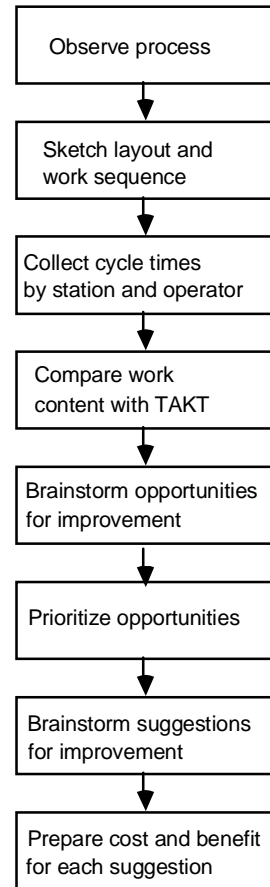 Observe process
Sketch layout and
work sequence
Collect cycle times
by station and operator
Compare work
content with TAKT
Brainstorm opportunities
for improvement
Prioritize opportunities
Brainstorm suggestions
for improvement
Prepare cost and benefit
for each suggestion